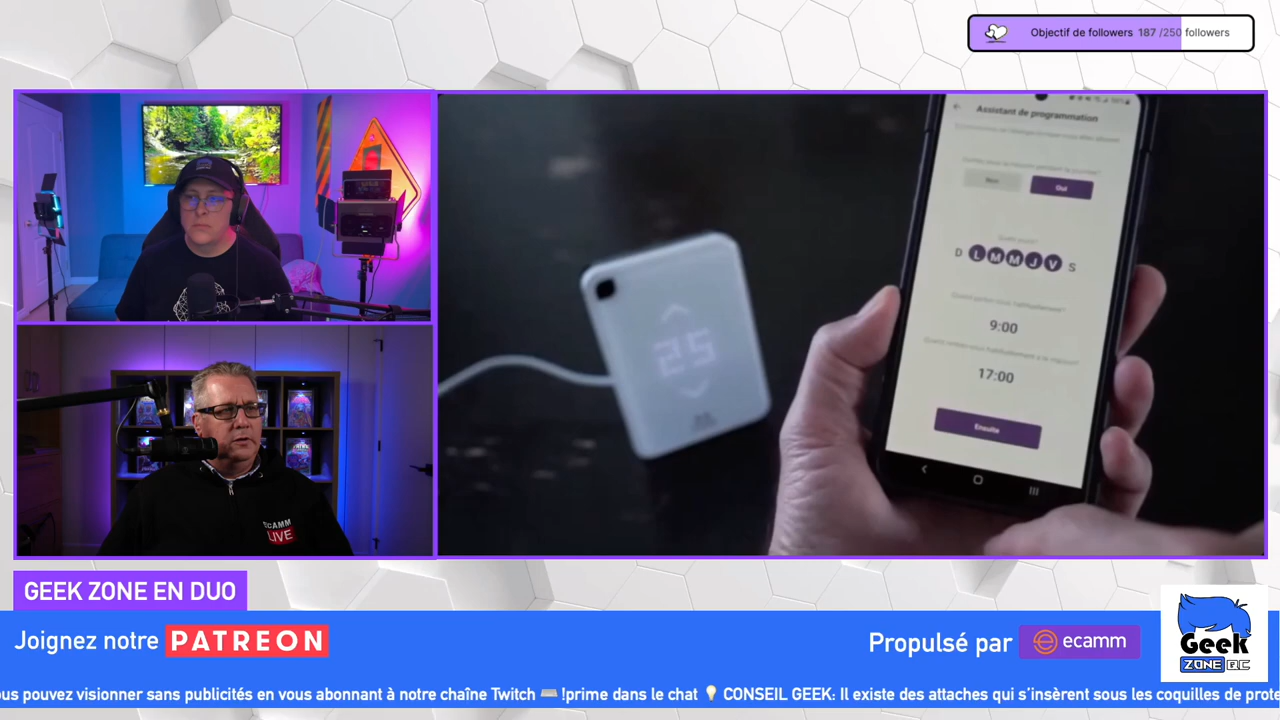 Objectif de followers 187 /250 followers
Assistant de programmation
Non
Oui
D L M M J V S
9:00
17:00
Ensuite
25
ECAMM
LIVE
GEEK ZONE EN DUO
Joignez notre PATREON
Propulsé par ecamm
Geek
ZONE QC
ous pouvez visionner sans publicités en vous abonnant à notre chaîne Twitch ⌨️ !prime dans le chat 💡 CONSEIL GEEK: Il existe des attaches qui s'insèrent sous les coquilles de prote